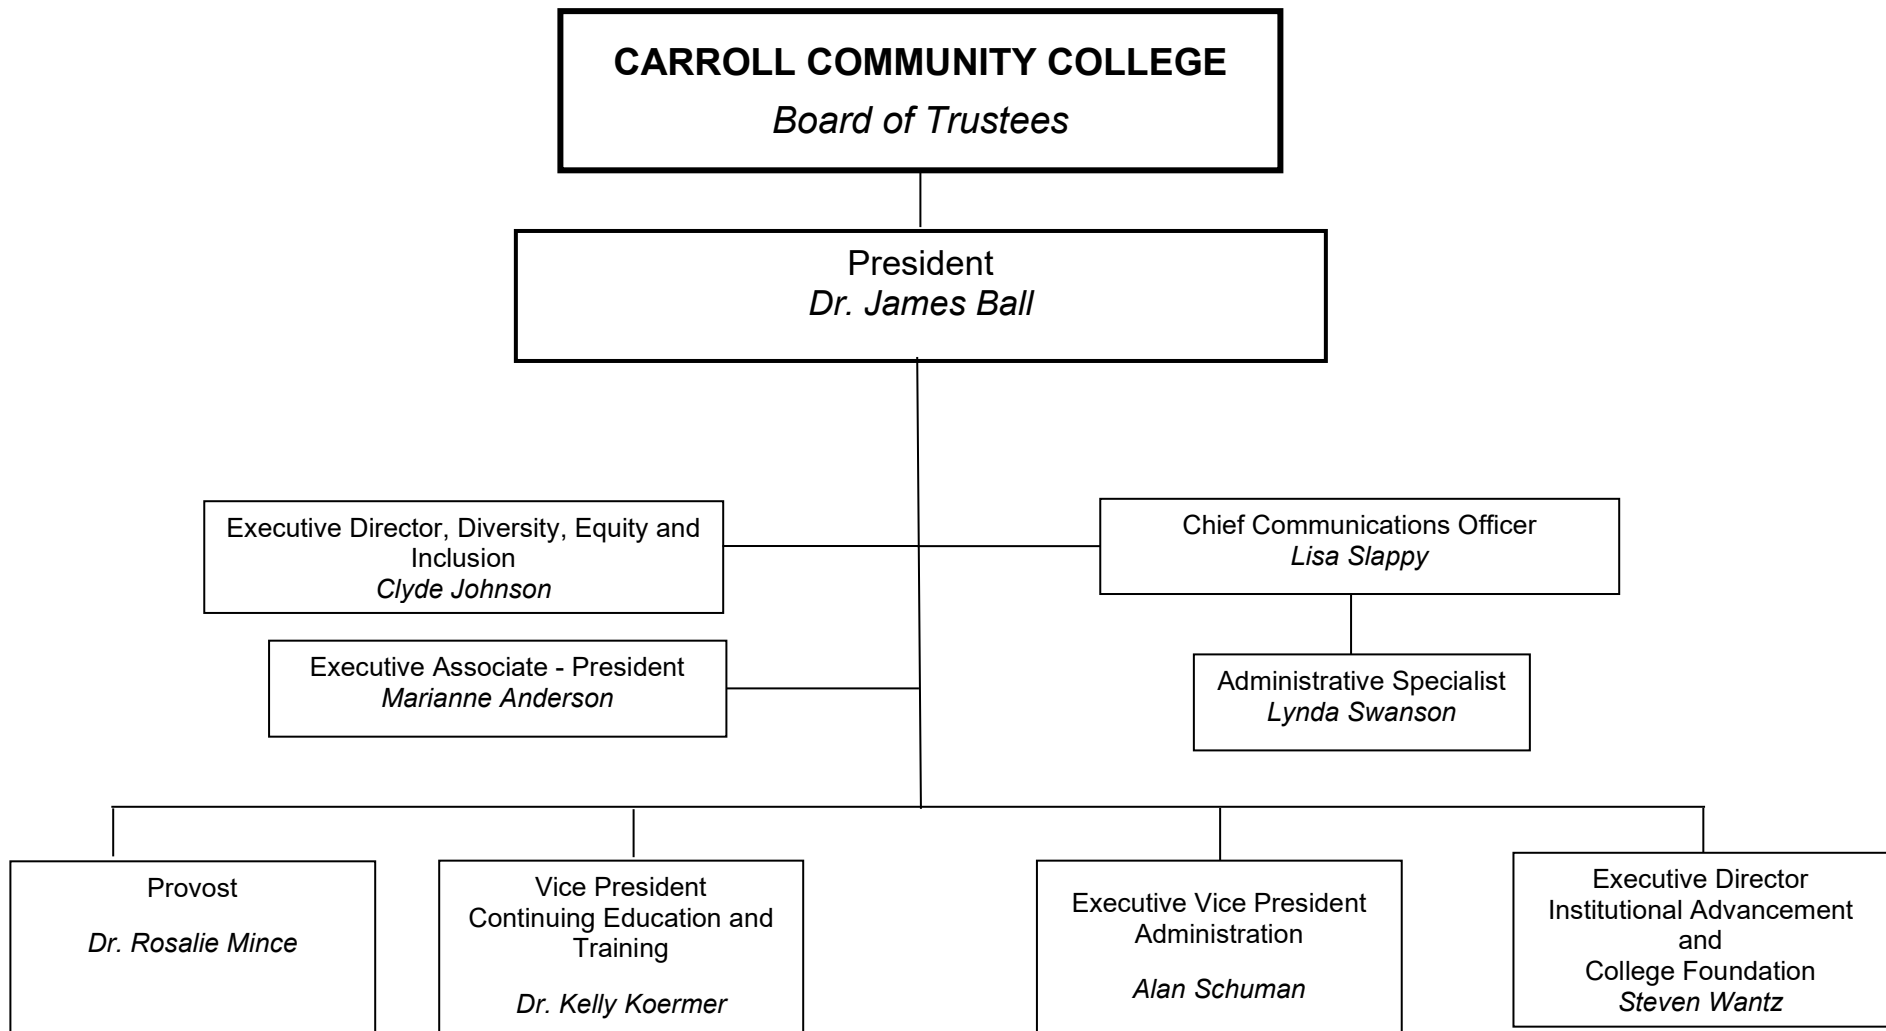 CARROLL COMMUNITY COLLEGE
Board of Trustees
President
Dr. James Ball
Executive Director, Diversity, Equity and
Inclusion
Clyde Johnson
Chief Communications Officer
Lisa Slappy
Executive Associate - President
Marianne Anderson
Administrative Specialist
Lynda Swanson
Provost
Dr. Rosalie Mince
Vice President
Continuing Education and
Training
Dr. Kelly Koermer
Executive Vice President
Administration
Alan Schuman
Executive Director
Institutional Advancement
and
College Foundation
Steven Wantz